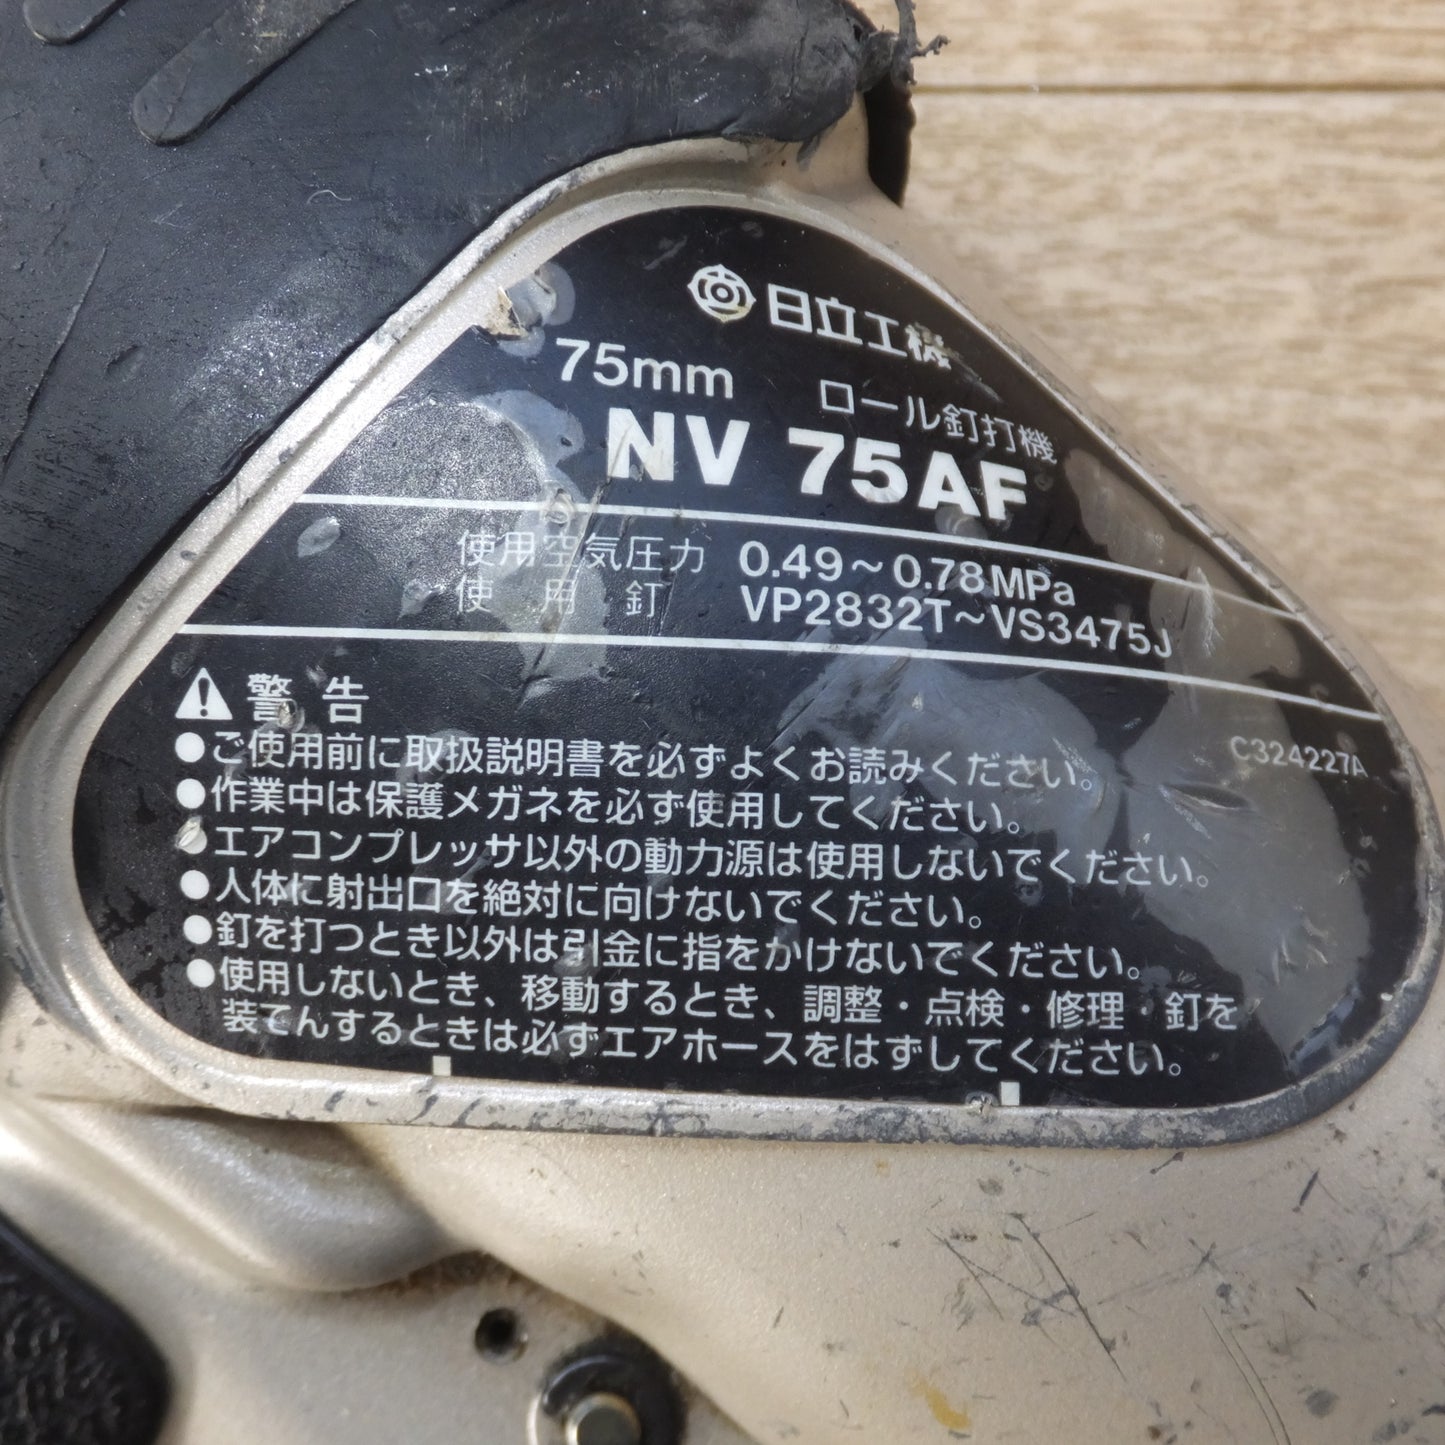 日立工機
75mm ロール釘打機
NV 75AF
使用空気圧力 0.49～0.78MPa
使用釘 VP2832T～VS3475J
C324227A
警告
●ご使用前に取扱説明書を必ずよくお読みください。
●作業中は保護メガネを必ず使用してください。
●エアコンプレッサ以外の動力源は使用しないでください。
●人体に射出口を絶対に向けないでください。
●釘を打つとき以外は引金に指をかけないでください。
●使用しないとき、移動するとき、調整・点検・修理・釘を
装てんするときは必ずエアホースをはずしてください。